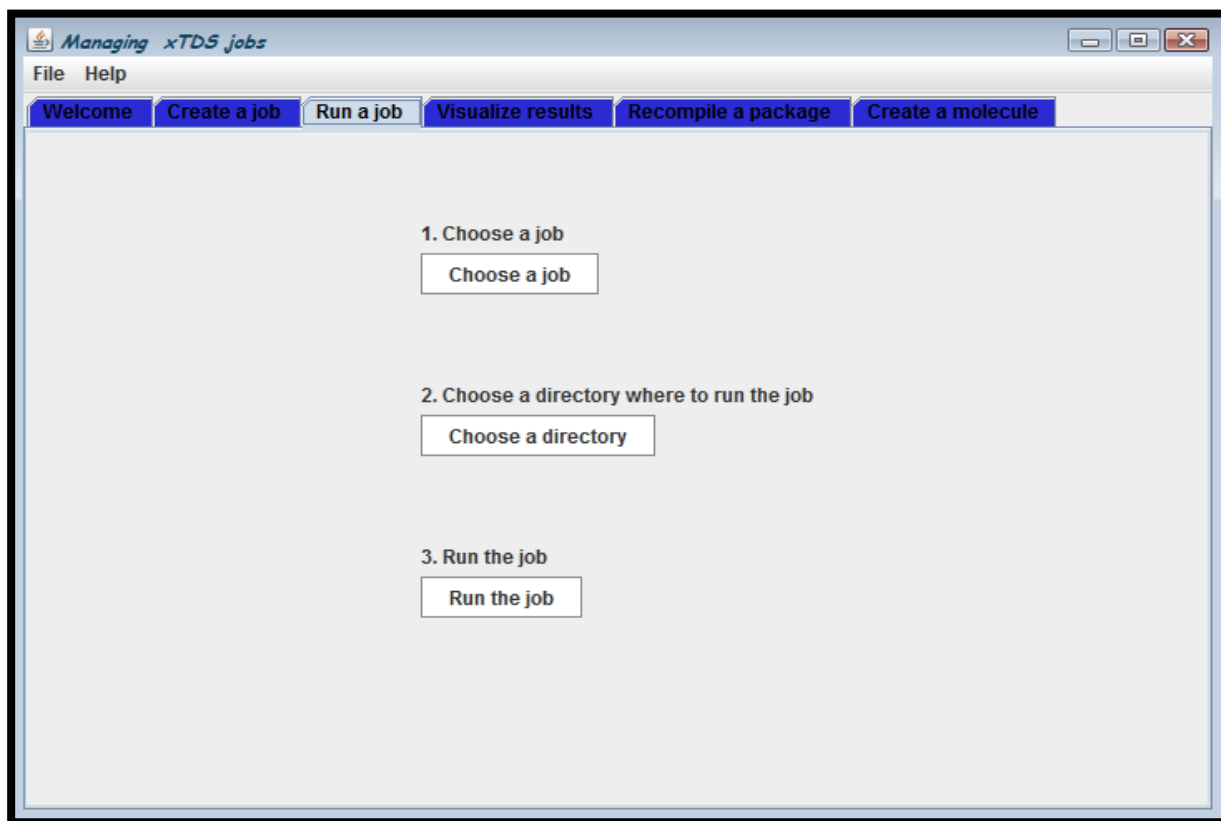 Managing xTDS jobs
File Help
Welcome Create a job Run a job Visualize results Recompile a package Create a molecule
1. Choose a job
Choose a job
2. Choose a directory where to run the job
Choose a directory
3. Run the job
Run the job